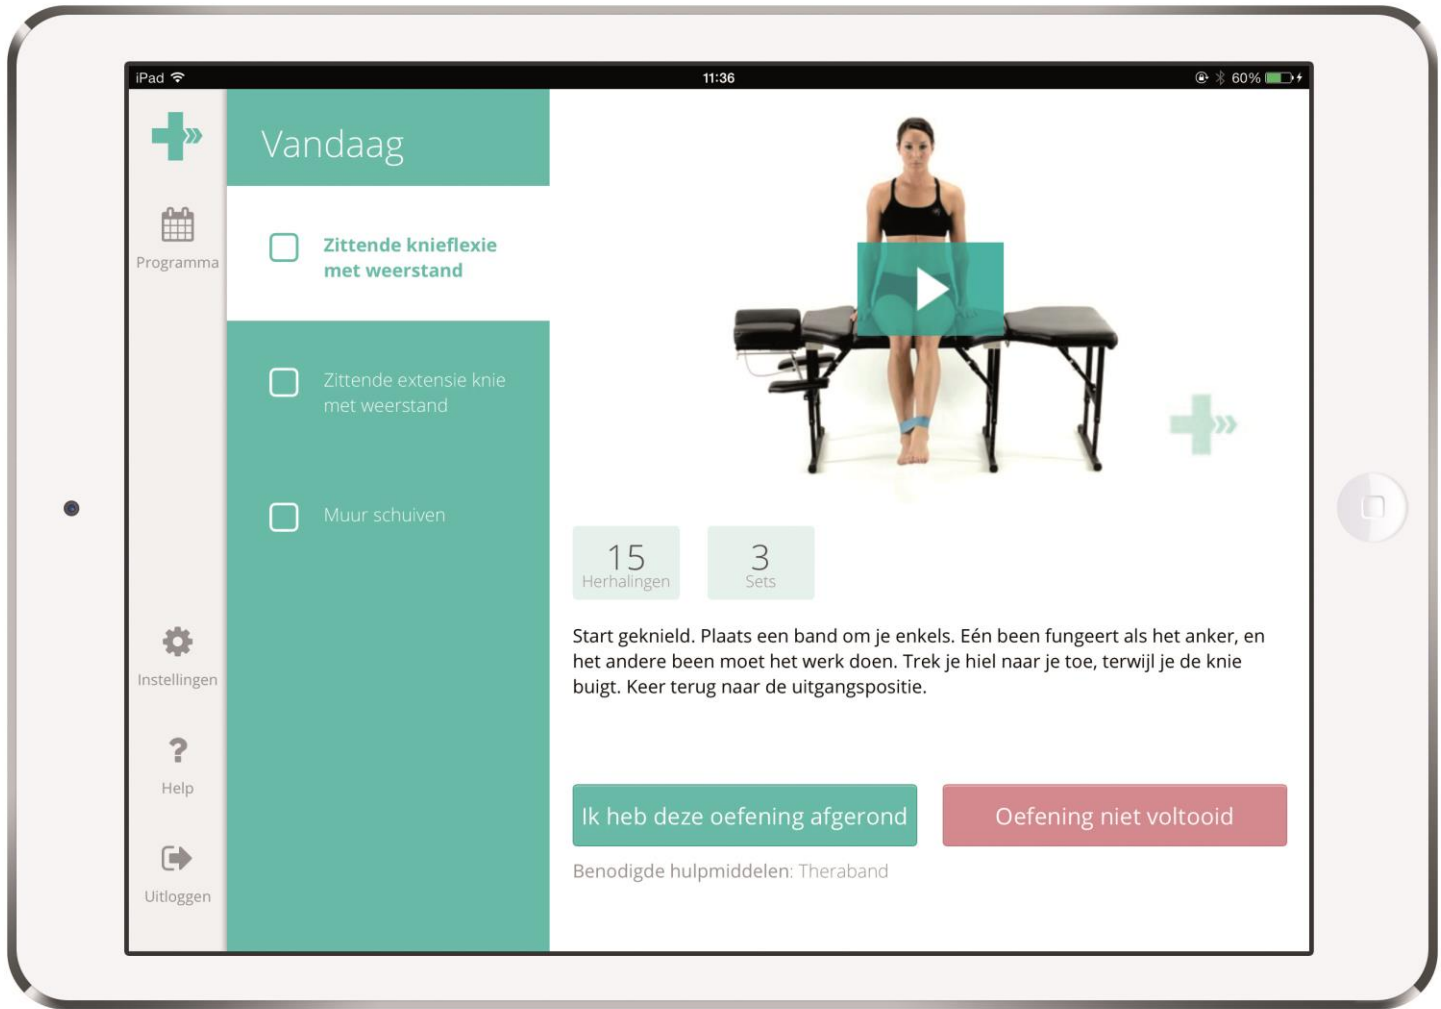 iPad
11:36
60%
Programma
Instellingen
Help
Uitloggen
Vandaag
Zittende knieflexie
met weerstand
Zittende extensie knie
met weerstand
Muur schuiven
15
Herhalingen
3
Sets
Start geknield. Plaats een band om je enkels. Eén been fungeert als het anker, en
het andere been moet het werk doen. Trek je hiel naar je toe, terwijl je de knie
buigt. Keer terug naar de uitgangspositie.
Ik heb deze oefening afgerond
Oefening niet voltooid
Benodigde hulpmiddelen: Theraband